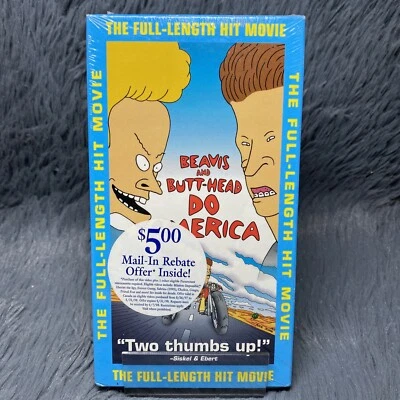 THE FULL-LENGTH HIT MOVIE
THE FULL-LENGTH HIT MOVIE
THE FULL-LENGTH HIT MOVIE
BEAVIS
AND
BUTT-HEAD
DO
AMERICA
$5.00
Mail-In Rebate
Offer* Inside!
"Two thumbs up!"
-Siskel & Ebert
THE FULL-LENGTH HIT MOVIE